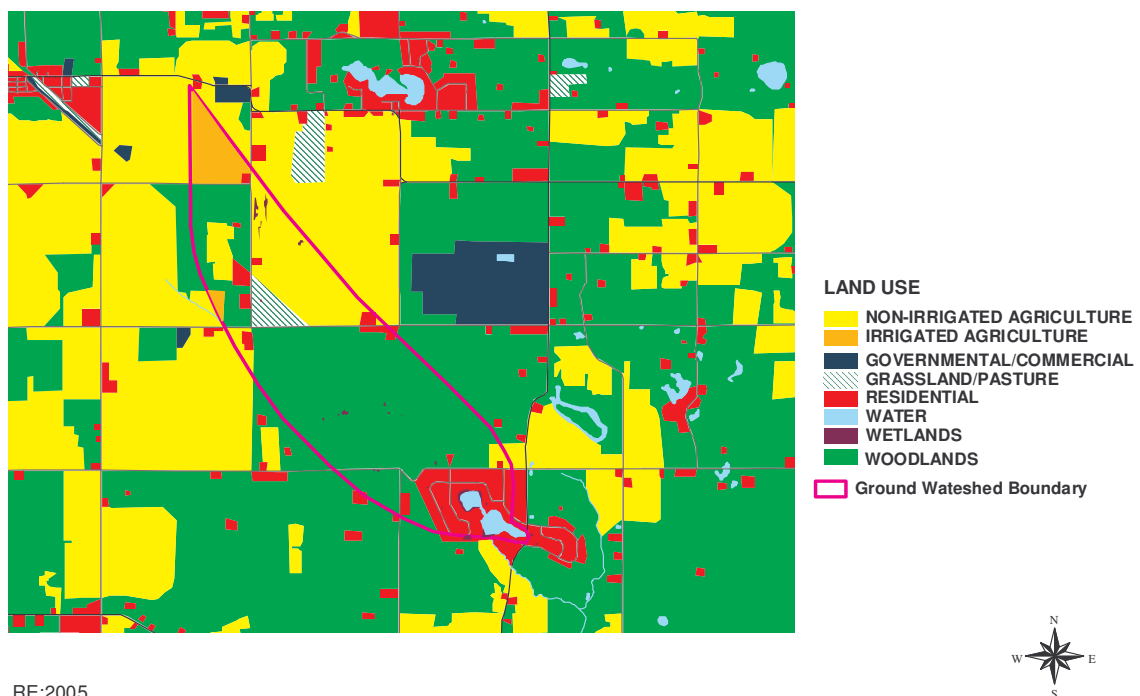 LAND USE
NON-IRRIGATED AGRICULTURE
IRRIGATED AGRICULTURE
GOVERNMENTAL/COMMERCIAL
GRASSLAND/PASTURE
RESIDENTIAL
WATER
WETLANDS
WOODLANDS
Ground Wateshed Boundary
N
W E
S
RF:2005